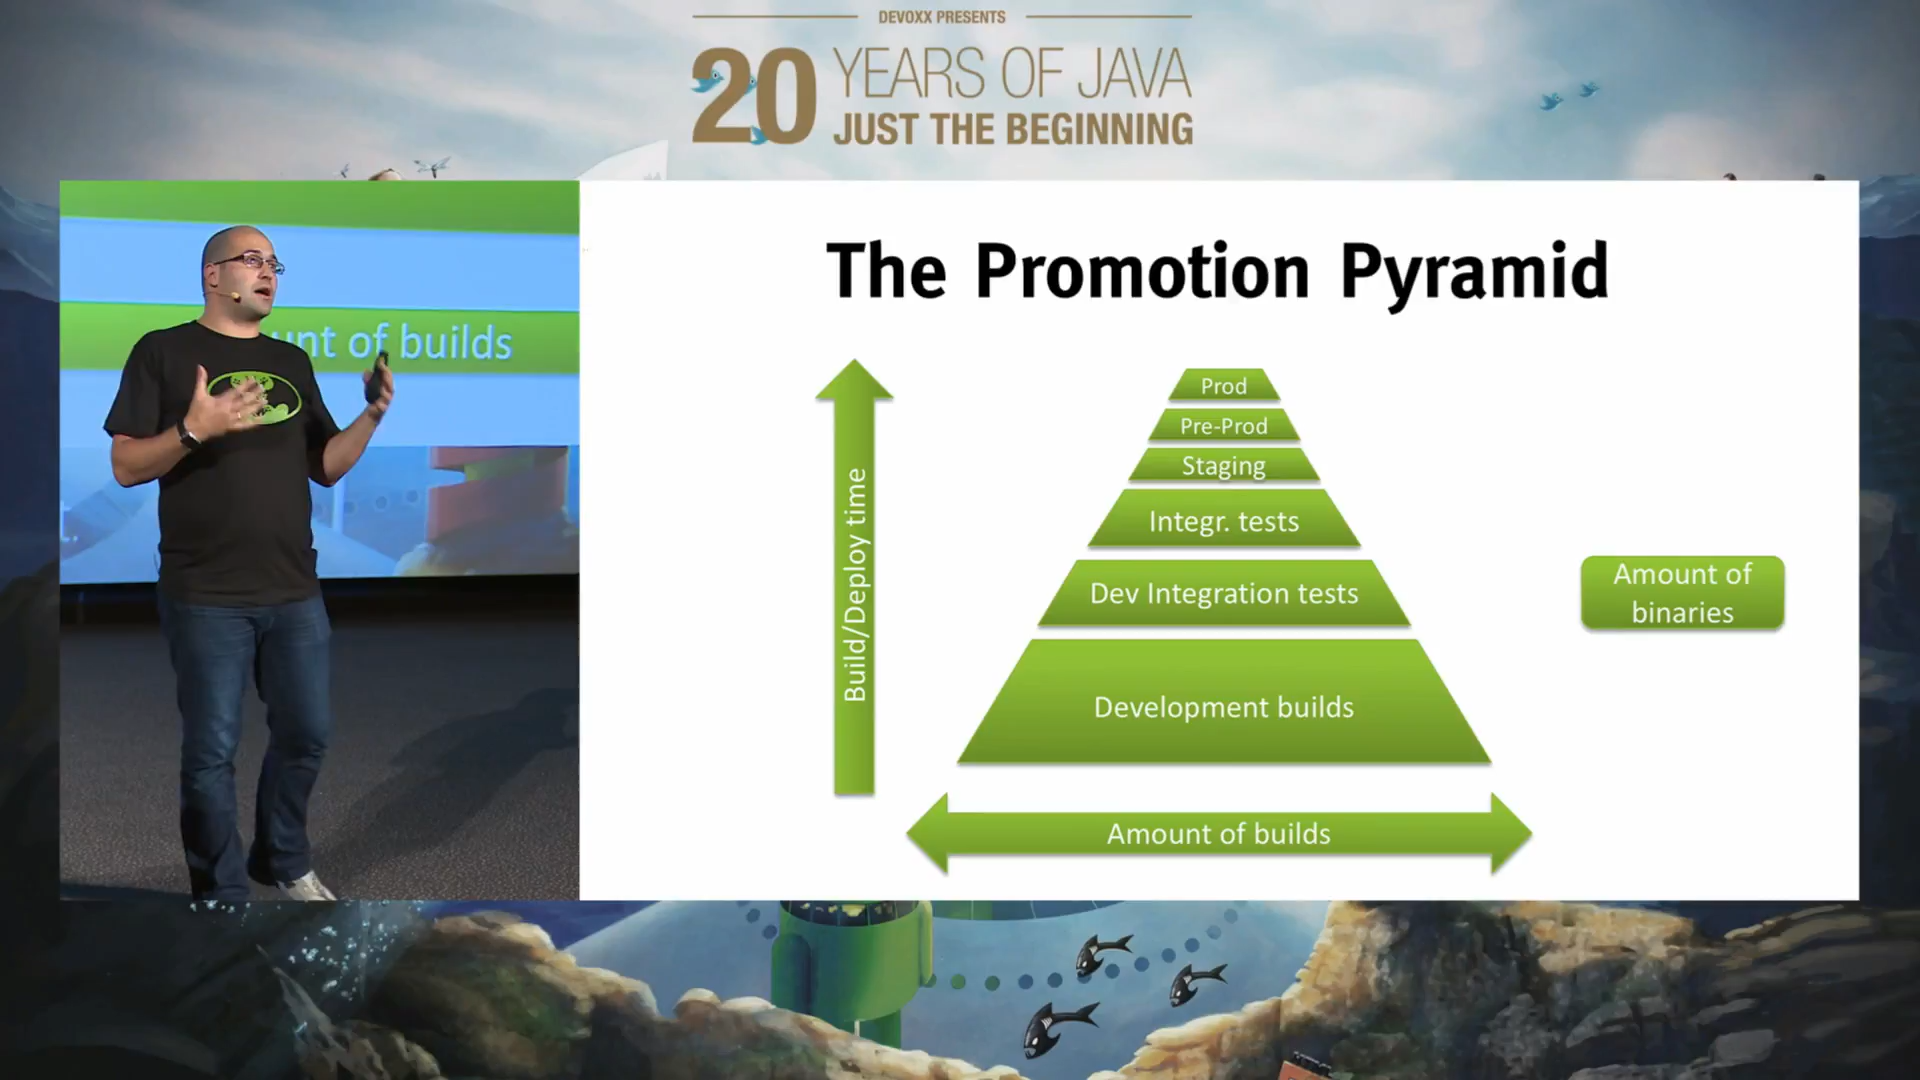 DEVOXX PRESENTS
20 YEARS OF JAVA
JUST THE BEGINNING
unt of builds
The Promotion Pyramid
Build/Deploy time
Prod
Pre-Prod
Staging
Integr. tests
Dev Integration tests
Development builds
Amount of builds
Amount of
binaries